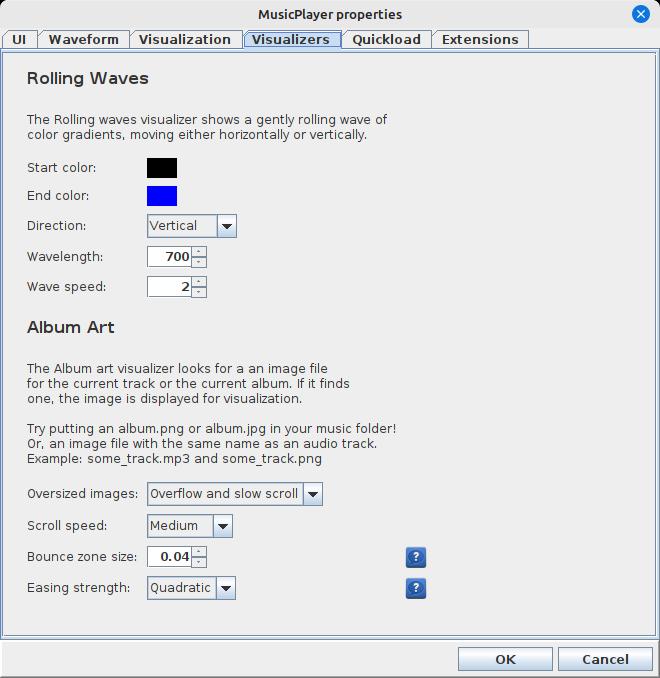 MusicPlayer properties
UI Waveform Visualization Visualizers Quickload Extensions
Rolling Waves
The Rolling waves visualizer shows a gently rolling wave of
color gradients, moving either horizontally or vertically.
Start color:
End color:
Direction: Vertical
Wavelength: 700
Wave speed: 2
Album Art
The Album art visualizer looks for a an image file
for the current track or the current album. If it finds
one, the image is displayed for visualization.
Try putting an album.png or album.jpg in your music folder!
Or, an image file with the same name as an audio track.
Example: some_track.mp3 and some_track.png
Oversized images: Overflow and slow scroll
Scroll speed: Medium
Bounce zone size: 0.04 ?
Easing strength: Quadratic ?
OK Cancel